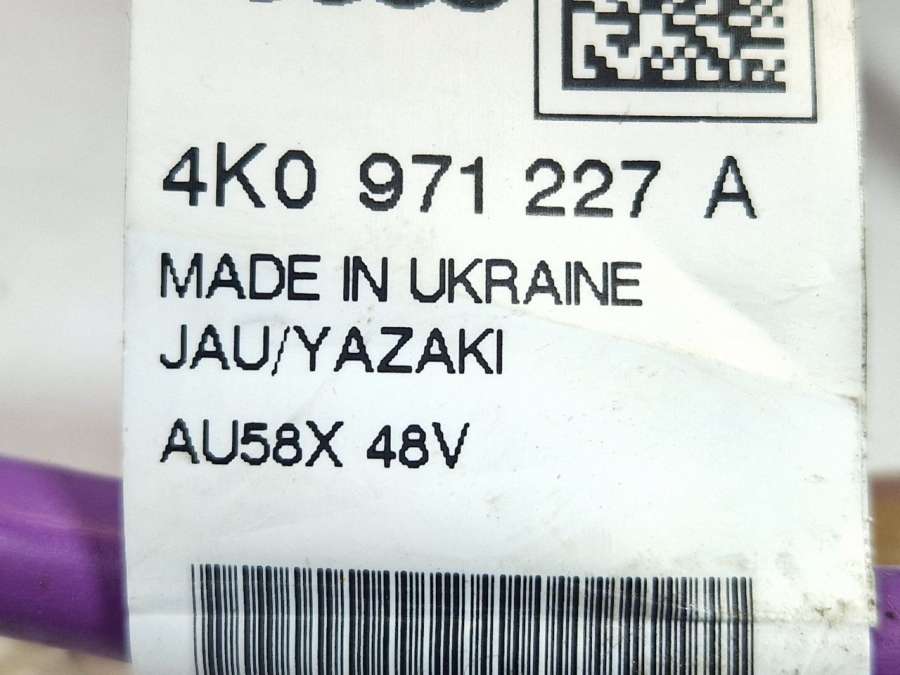 4K0 971 227 A
MADE IN UKRAINE
JAU/YAZAKI
AU58X 48V